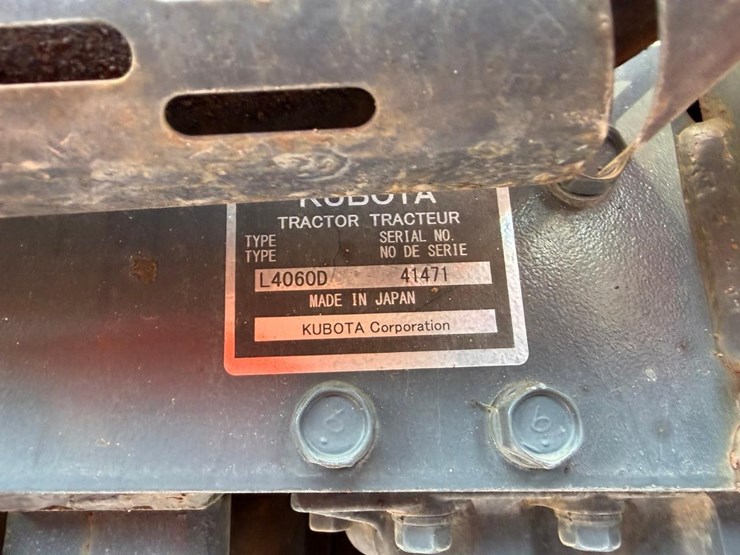 KUBOTA
TRACTOR TRACTEUR
TYPE SERIAL NO.
TYPE NO DE SERIE
L4060D 41471
MADE IN JAPAN
KUBOTA Corporation